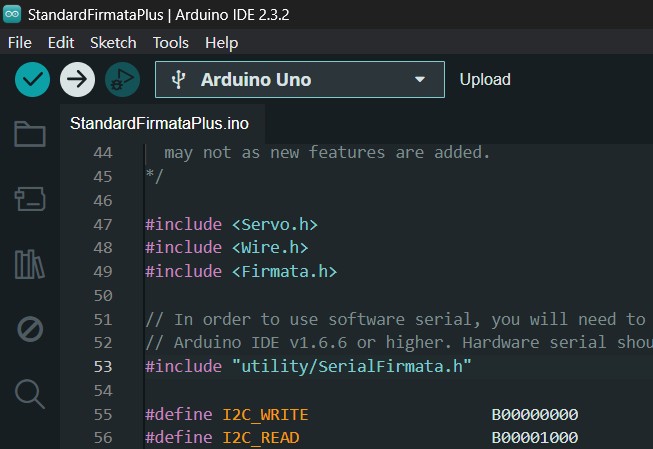 StandardFirmataPlus | Arduino IDE 2.3.2
File Edit Sketch Tools Help
Arduino Uno Upload
StandardFirmataPlus.ino
44 may not as new features are added.
45 */
46
47 #include <Servo.h>
48 #include <Wire.h>
49 #include <Firmata.h>
50
51 // In order to use software serial, you will need to
52 // Arduino IDE v1.6.6 or higher. Hardware serial shou
53 #include "utility/SerialFirmata.h"
54
55 #define I2C_WRITE B00000000
56 #define I2C_READ B00001000